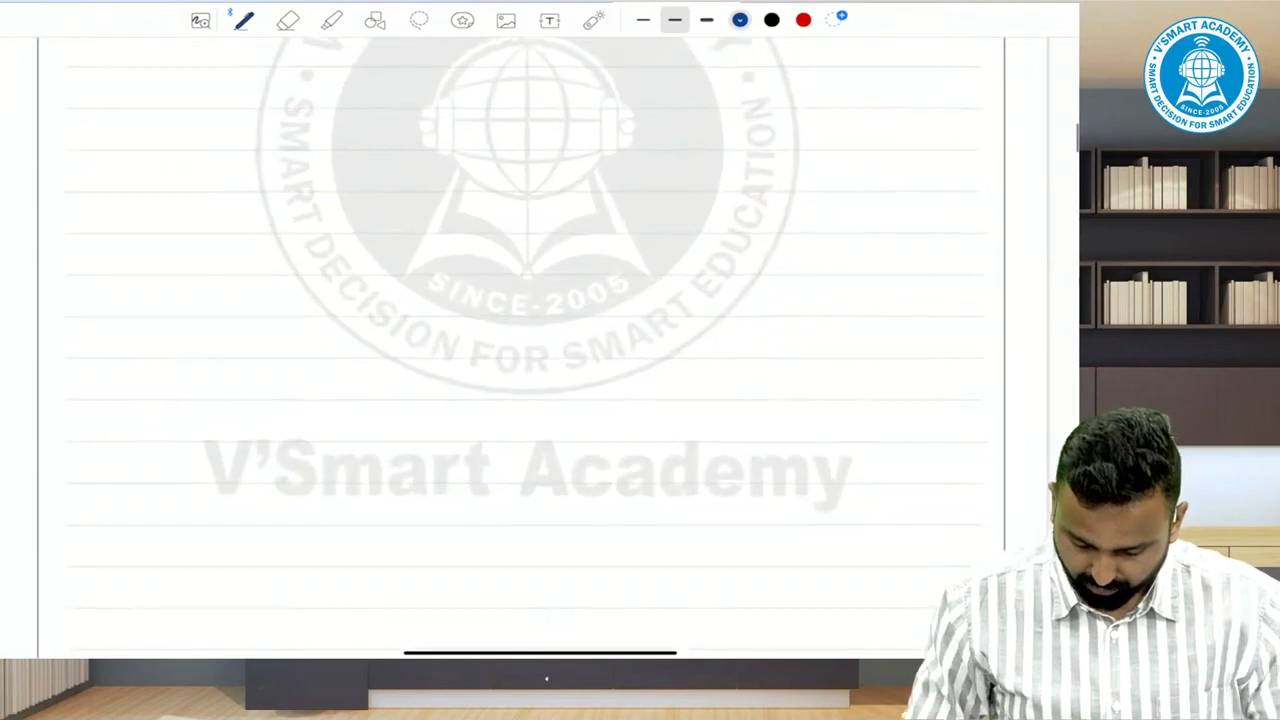 V'SMART ACADEMY
SMART DECISION FOR SMART EDUCATION
SINCE-2005
SMART DECISION FOR SMART EDUCATION
SINCE-2005
V'Smart Academy
T